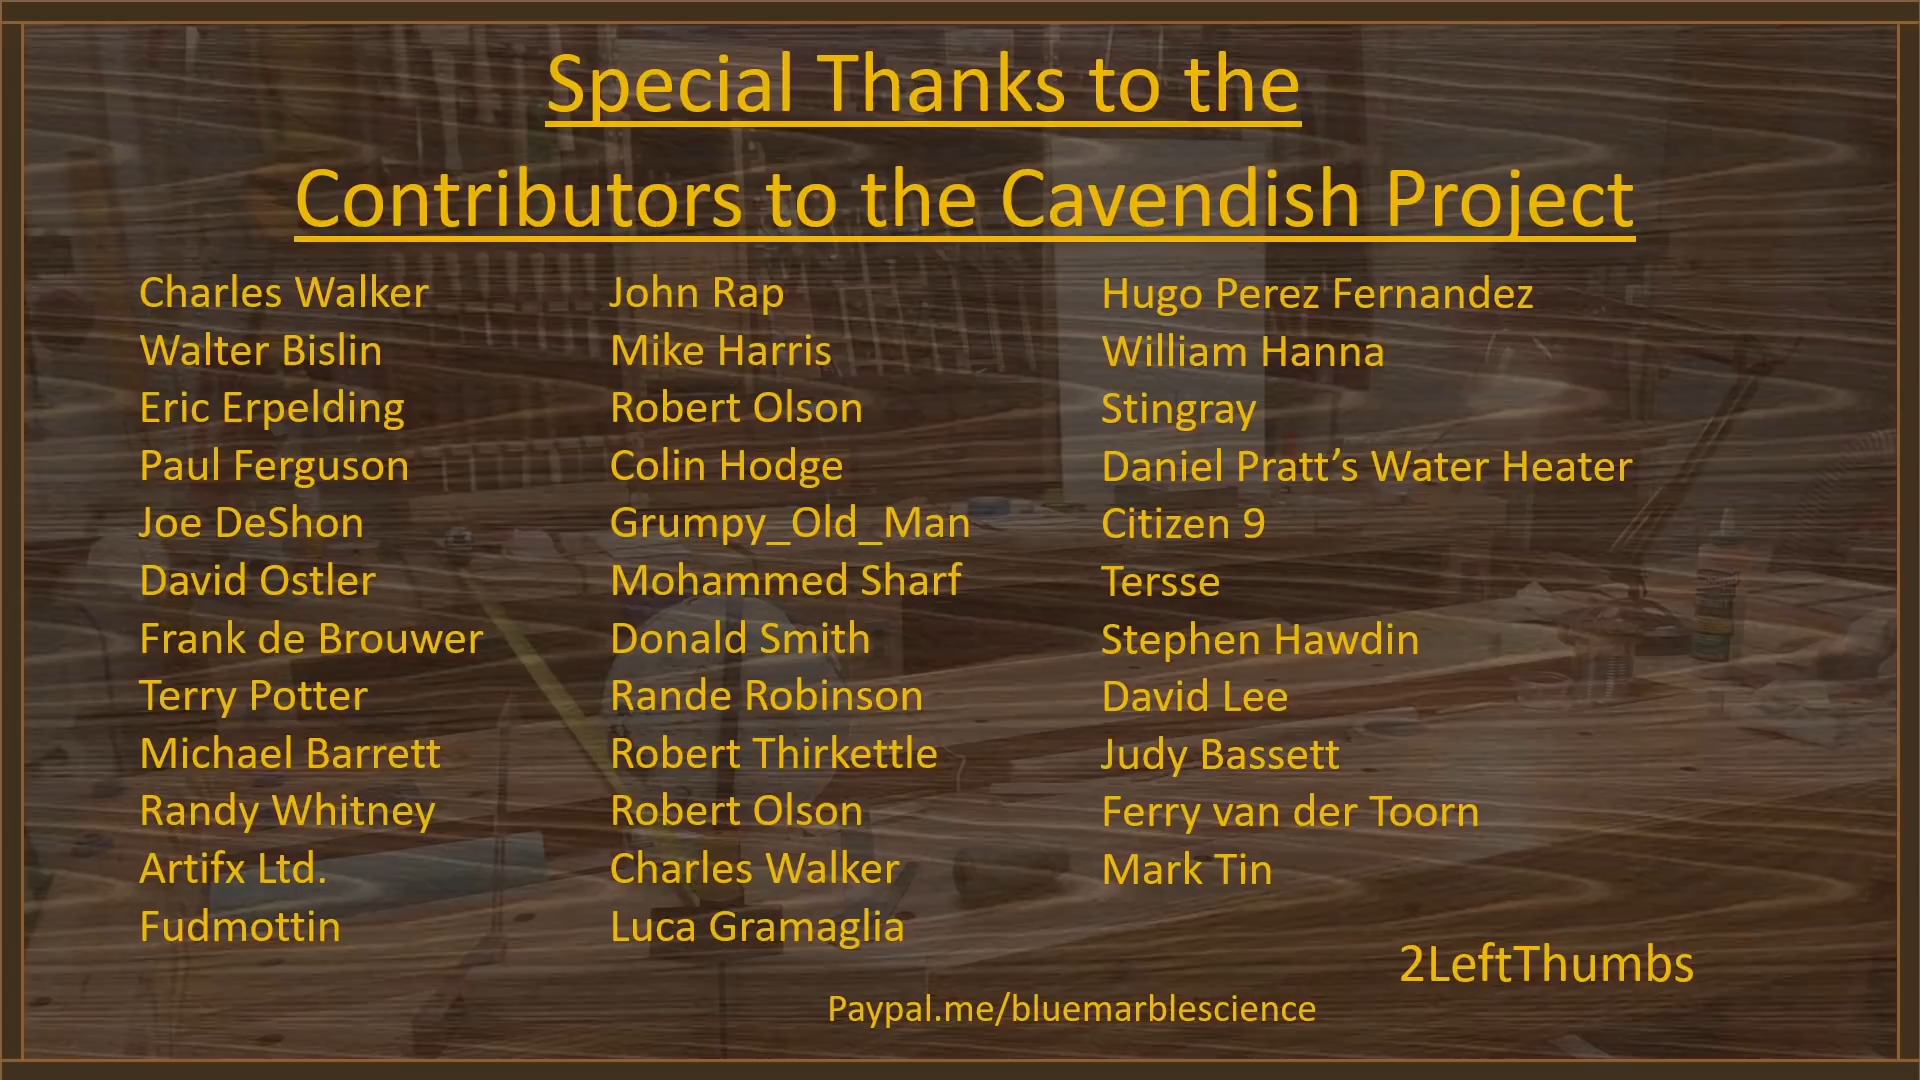 Special Thanks to the
Contributors to the Cavendish Project
Charles Walker
Walter Bislin
Eric Erpelding
Paul Ferguson
Joe DeShon
David Ostler
Frank de Brouwer
Terry Potter
Michael Barrett
Randy Whitney
Artifx Ltd.
Fudmottin
John Rap
Mike Harris
Robert Olson
Colin Hodge
Grumpy_Old_Man
Mohammed Sharf
Donald Smith
Rande Robinson
Robert Thirkettle
Robert Olson
Charles Walker
Luca Gramaglia
Hugo Perez Fernandez
William Hanna
Stingray
Daniel Pratt’s Water Heater
Citizen 9
Tersse
Stephen Hawdin
David Lee
Judy Bassett
Ferry van der Toorn
Mark Tin
2LeftThumbs
Paypal.me/bluemarblescience